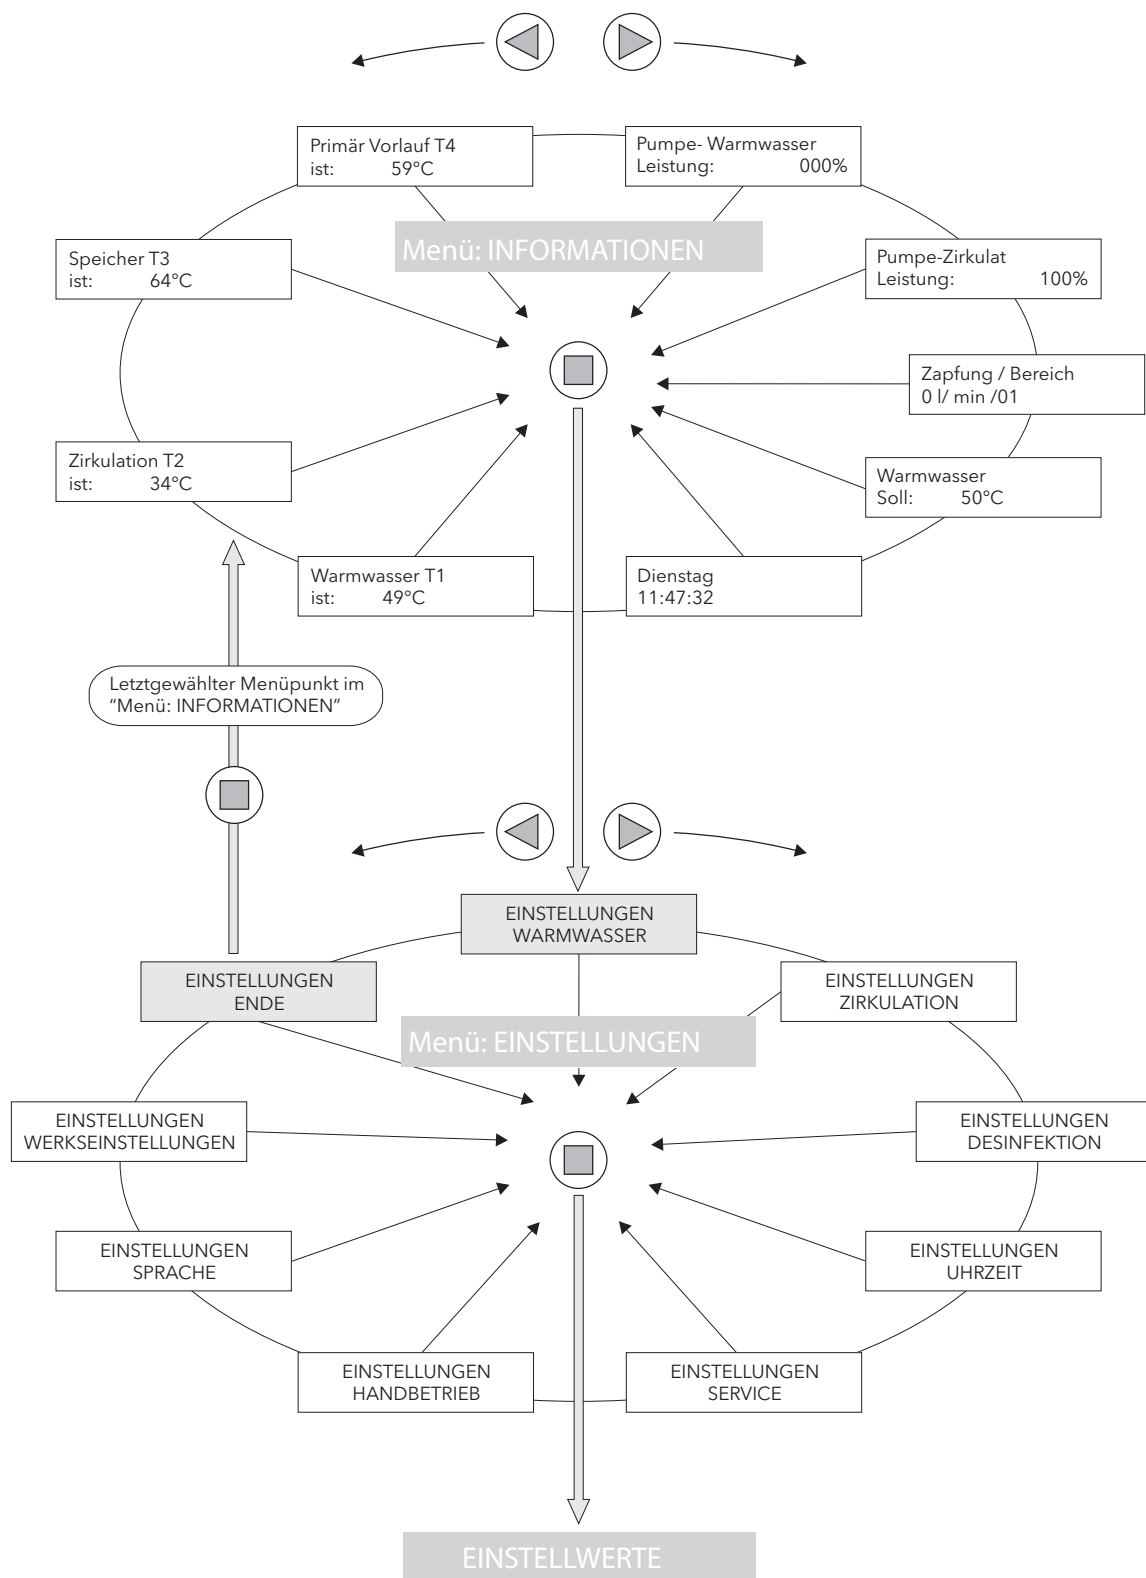 Primär Vorlauf T4
ist: 59°C
Pumpe- Warmwasser
Leistung: 000%
Menü: INFORMATIONEN
Speicher T3
ist: 64°C
Pumpe-Zirkulat
Leistung: 100%
Zapfung / Bereich
0 l/ min /01
Zirkulation T2
ist: 34°C
Warmwasser
Soll: 50°C
Warmwasser T1
ist: 49°C
Dienstag
11:47:32
Letztgewählter Menüpunkt im
“Menü: INFORMATIONEN”
EINSTELLUNGEN
WARMWASSER
EINSTELLUNGEN
ENDE
EINSTELLUNGEN
ZIRKULATION
Menü: EINSTELLUNGEN
EINSTELLUNGEN
WERKSEINSTELLUNGEN
EINSTELLUNGEN
DESINFEKTION
EINSTELLUNGEN
SPRACHE
EINSTELLUNGEN
UHRZEIT
EINSTELLUNGEN
HANDBETRIEB
EINSTELLUNGEN
SERVICE
EINSTELLWERTE